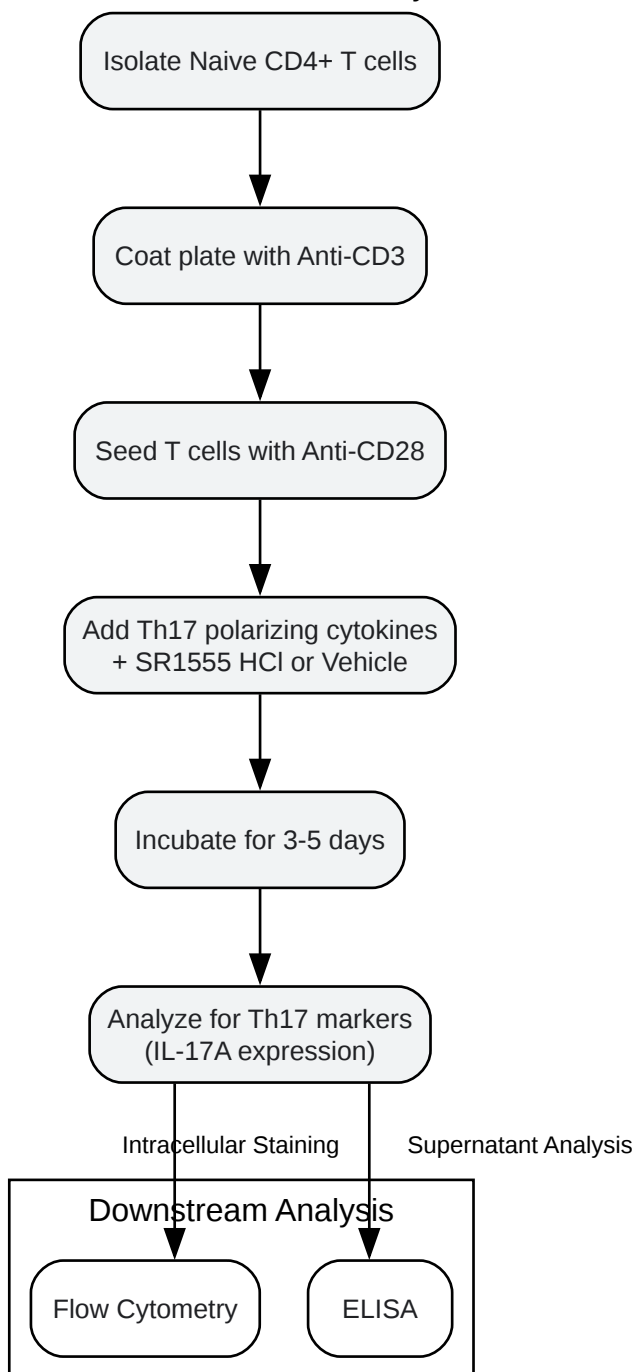 Isolate Naive CD4+ T cells
Coat plate with Anti-CD3
Seed T cells with Anti-CD28
Add Th17 polarizing cytokines
+ SR1555 HCl or Vehicle
Incubate for 3-5 days
Analyze for Th17 markers
(IL-17A expression)
Intracellular Staining
Supernatant Analysis
Downstream Analysis
Flow Cytometry
ELISA